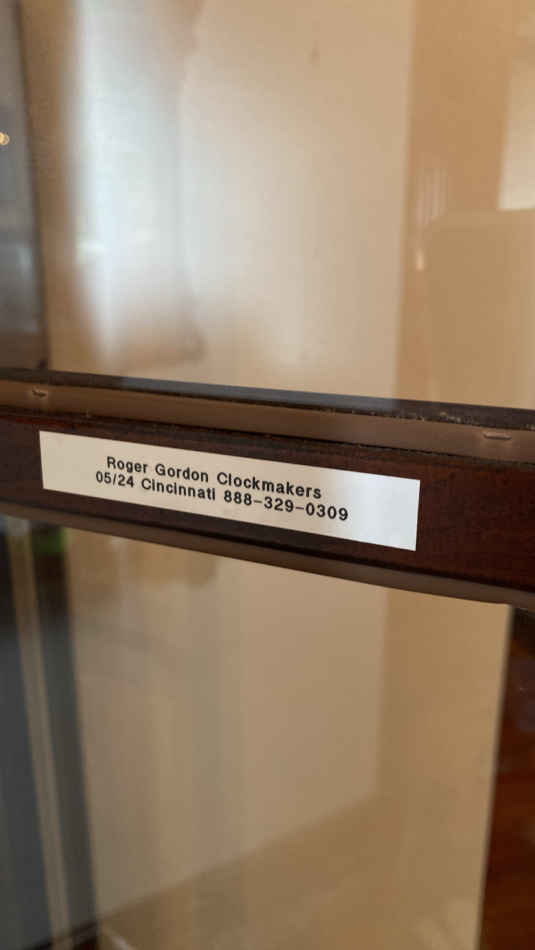 Roger Gordon Clockmakers
05/24 Cincinnati 888-329-0309